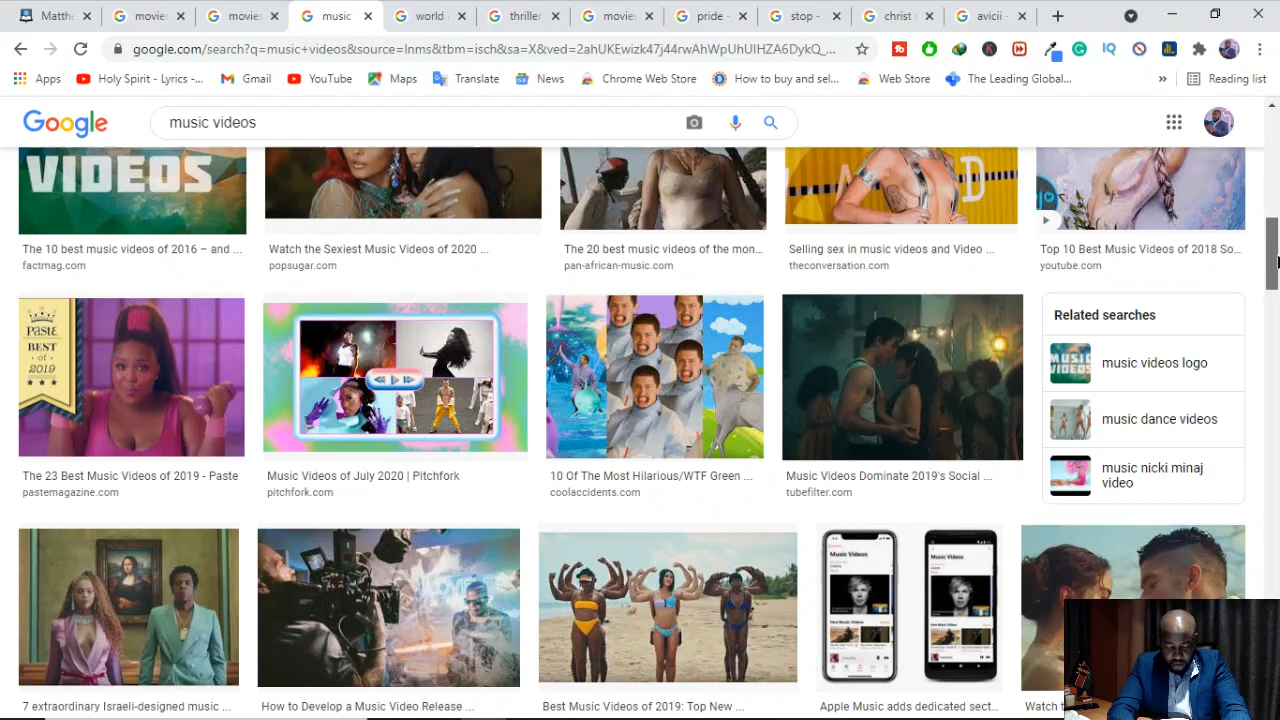 Matth
movie
movie
music
world
thriller
movie
pride -
stop -
christ
avicii -
google.com/search?q=music+videos&source=lnms&tbm=isch&sa=X&ved=2ahUKEwizk47j44rwAhWpUhUIHZA6DykQ_...
Apps
Holy Spirit - Lyrics -...
Gmail
YouTube
Maps
Translate
News
Chrome Web Store
How to buy and sel...
Web Store
The Leading Global...
»
Reading list
Google
music videos
VIDEOS
D
The 10 best music videos of 2016 – and ...
factmag.com
Watch the Sexiest Music Videos of 2020 ...
popsugar.com
The 20 best music videos of the mon...
pan-african-music.com
Selling sex in music videos and Video ...
theconversation.com
Top 10 Best Music Videos of 2018 So...
youtube.com
PASTE
BEST
of
2019
Related searches
MUSIC
VIDEOS
music videos logo
music dance videos
music nicki minaj
video
The 23 Best Music Videos of 2019 - Paste
pastemagazine.com
Music Videos of July 2020 | Pitchfork
pitchfork.com
10 Of The Most Hilarious/WTF Green ...
coolaccidents.com
Music Videos Dominate 2019's Social ...
tubefilter.com
Music Videos
Music Videos
7 extraordinary Israeli-designed music ...
How to Develop a Music Video Release ...
Best Music Videos of 2019: Top New ...
Apple Music adds dedicated sect...
Watch t